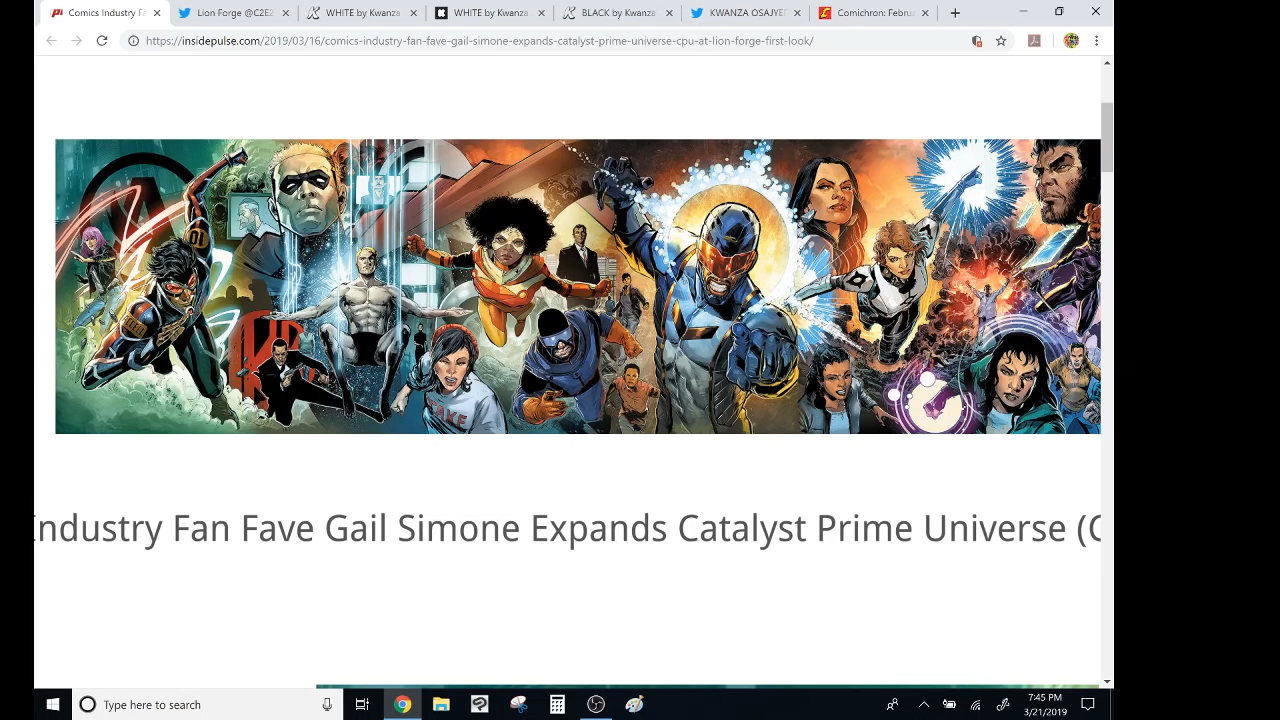 Comics Industry Fa
Lion Forge @C2E2
WHITE by Kwanza
WHITE by Kwanza
BLACK by Kwanza
KWANZA OSAJYEF
Comichron: Februa
https://insidepulse.com/2019/03/16/comics-industry-fan-fave-gail-simone-expands-catalyst-prime-universe-cpu-at-lion-forge-first-look/
Industry Fan Fave Gail Simone Expands Catalyst Prime Universe (C
Type here to search
7:45 PM
3/21/2019